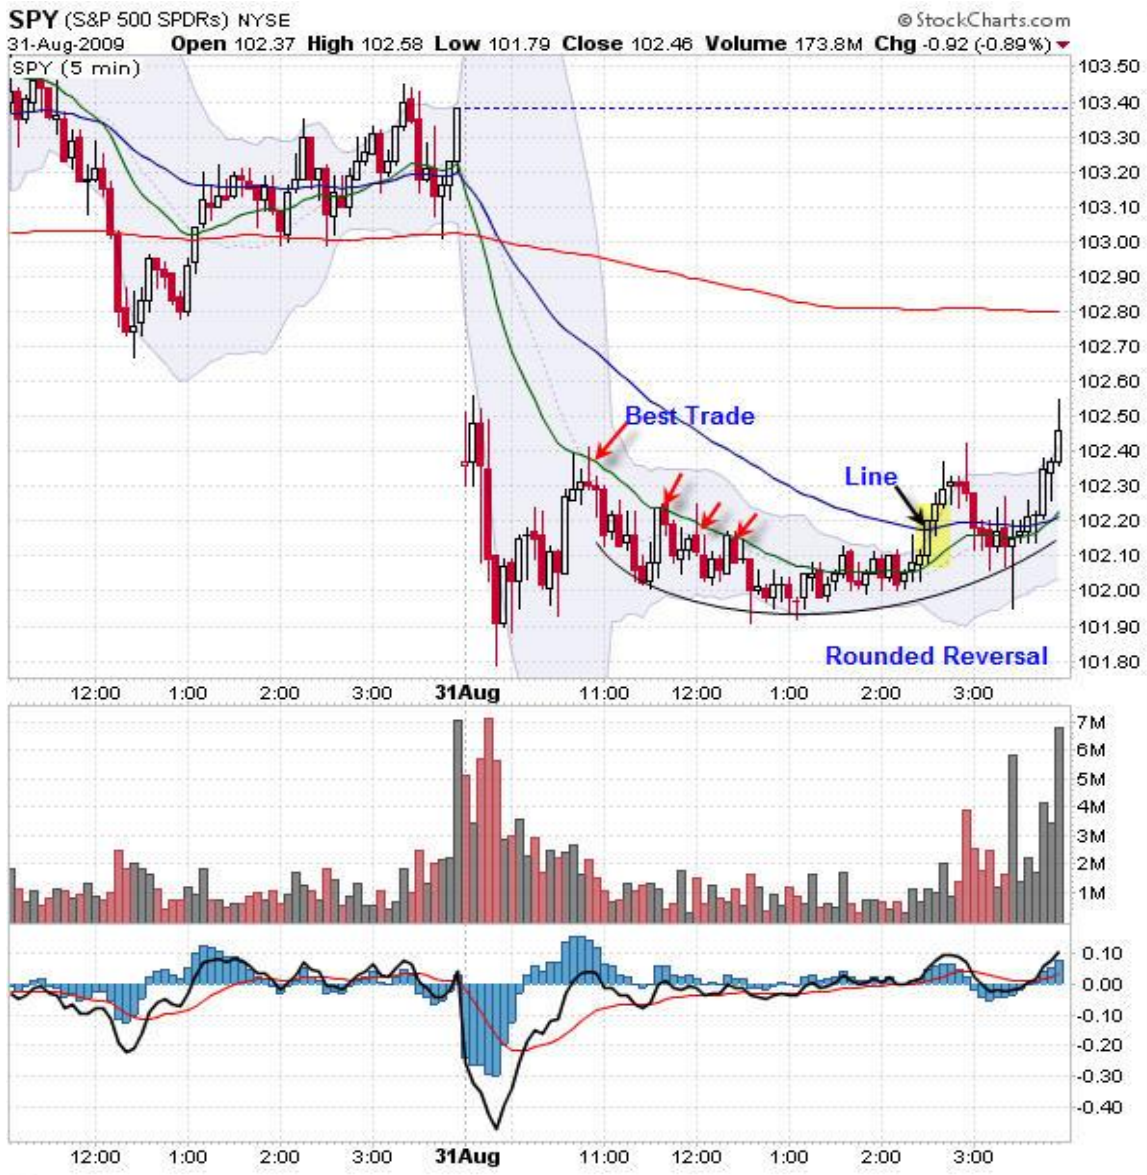 SPY (S&P 500 SPDRs) NYSE
© StockCharts.com
31-Aug-2009 Open 102.37 High 102.58 Low 101.79 Close 102.46 Volume 173.8M Chg -0.92 (-0.89%)
SPY (5 min)
103.50
103.40
103.30
103.20
103.10
103.00
102.90
102.80
102.70
102.60
102.50
102.40
102.30
102.20
102.10
102.00
101.90
101.80
Best Trade
Line
Rounded Reversal
12:00 1:00 2:00 3:00 31Aug 11:00 12:00 1:00 2:00 3:00
7M
6M
5M
4M
3M
2M
1M
0.10
0.00
-0.10
-0.20
-0.30
-0.40
12:00 1:00 2:00 3:00 31Aug 11:00 12:00 1:00 2:00 3:00